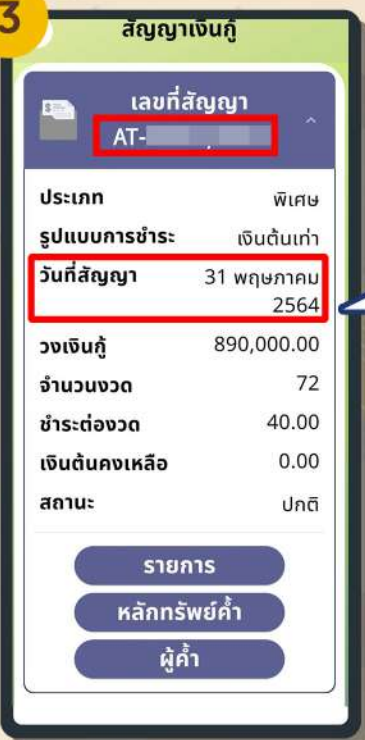 3
สัญญาเงินกู้
เลขที่สัญญา
AT-
ประเภท พิเศษ
รูปแบบการชำระ เงินต้นเท่า
วันที่สัญญา 31 พฤษภาคม
2564
วงเงินกู้ 890,000.00
จำนวนงวด 72
ชำระต่องวด 40.00
เงินต้นคงเหลือ 0.00
สถานะ ปกติ
รายการ
หลักทรัพย์ค้ำ
ผู้ค้ำ